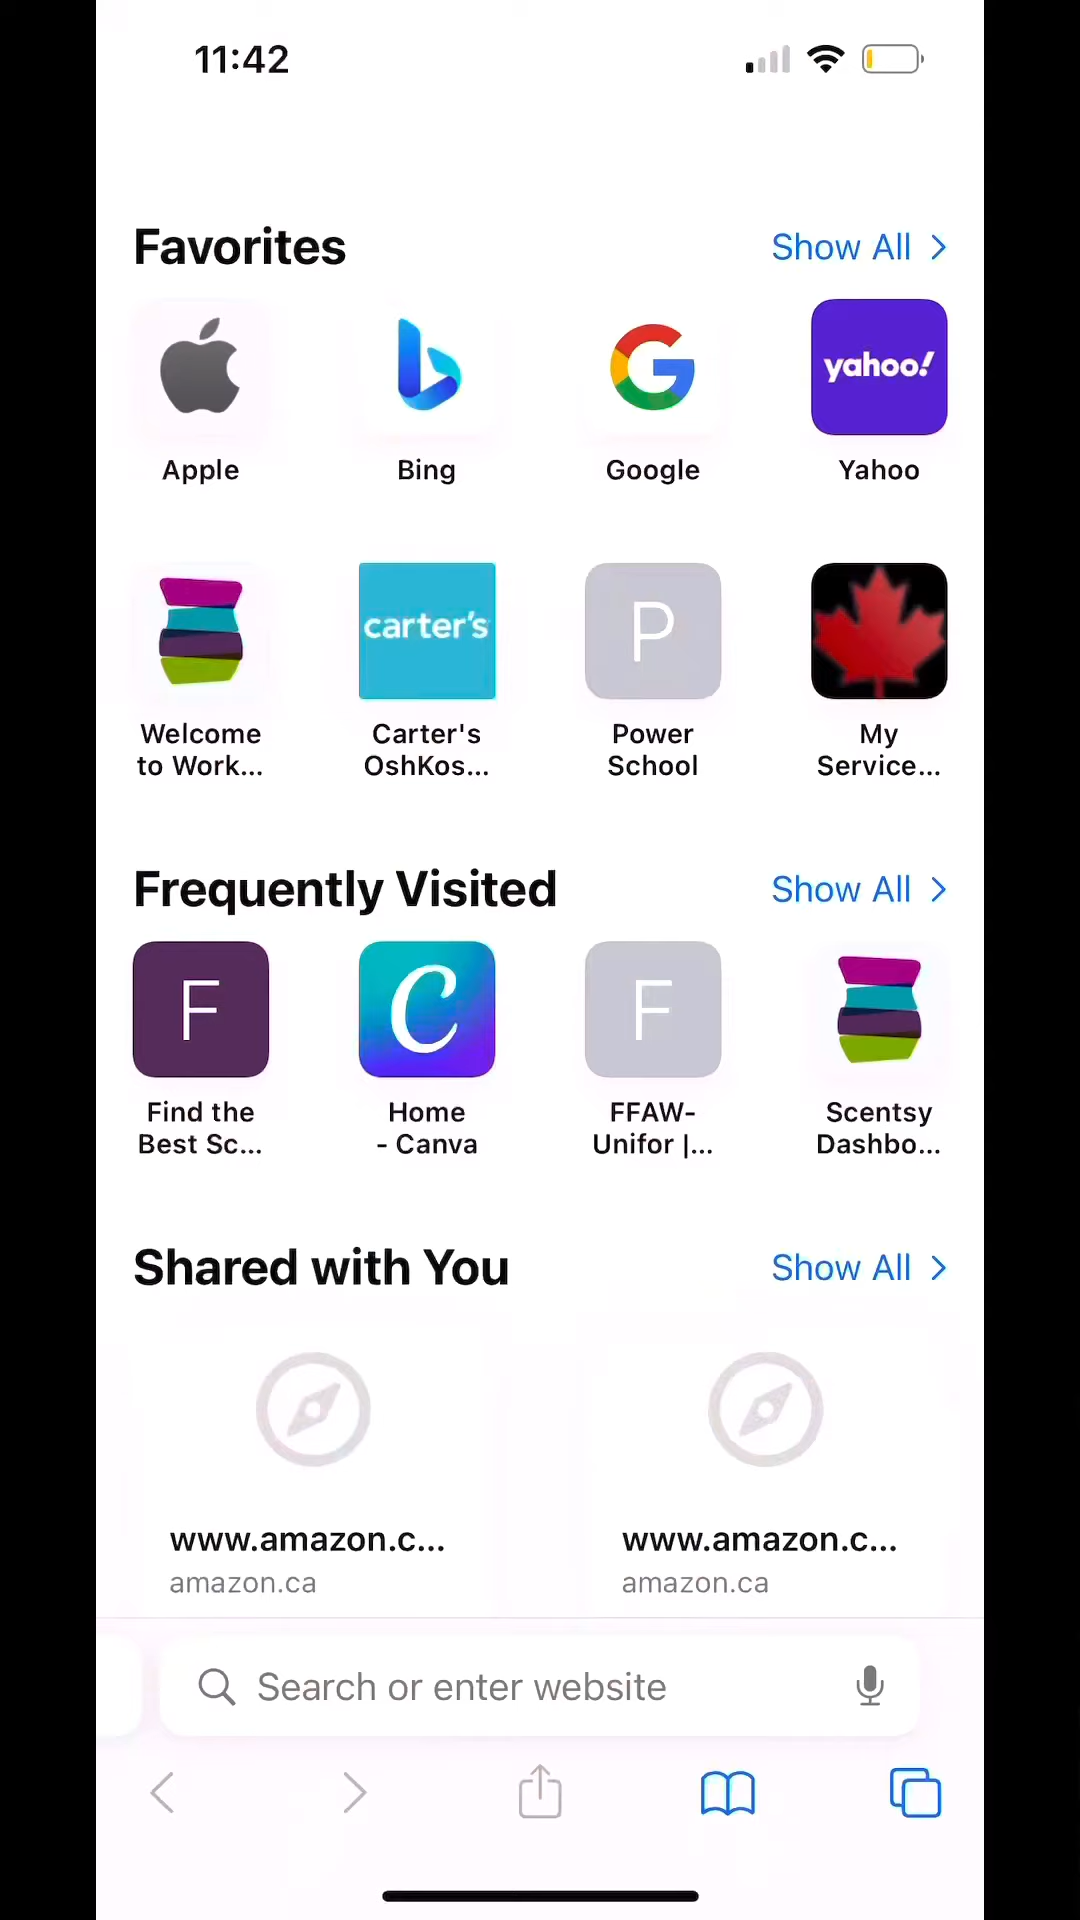 11:42
Favorites
Show All
yahoo!
Apple
Bing
Google
Yahoo
carter's
P
Welcome
to Work...
Carter's
OshKos...
Power
School
My
Service...
Frequently Visited
Show All
F
C
F
Find the
Best Sc...
Home
- Canva
FFAW-
Unifor |...
Scentsy
Dashbo...
Shared with You
Show All
www.amazon.c...
amazon.ca
www.amazon.c...
amazon.ca
Search or enter website